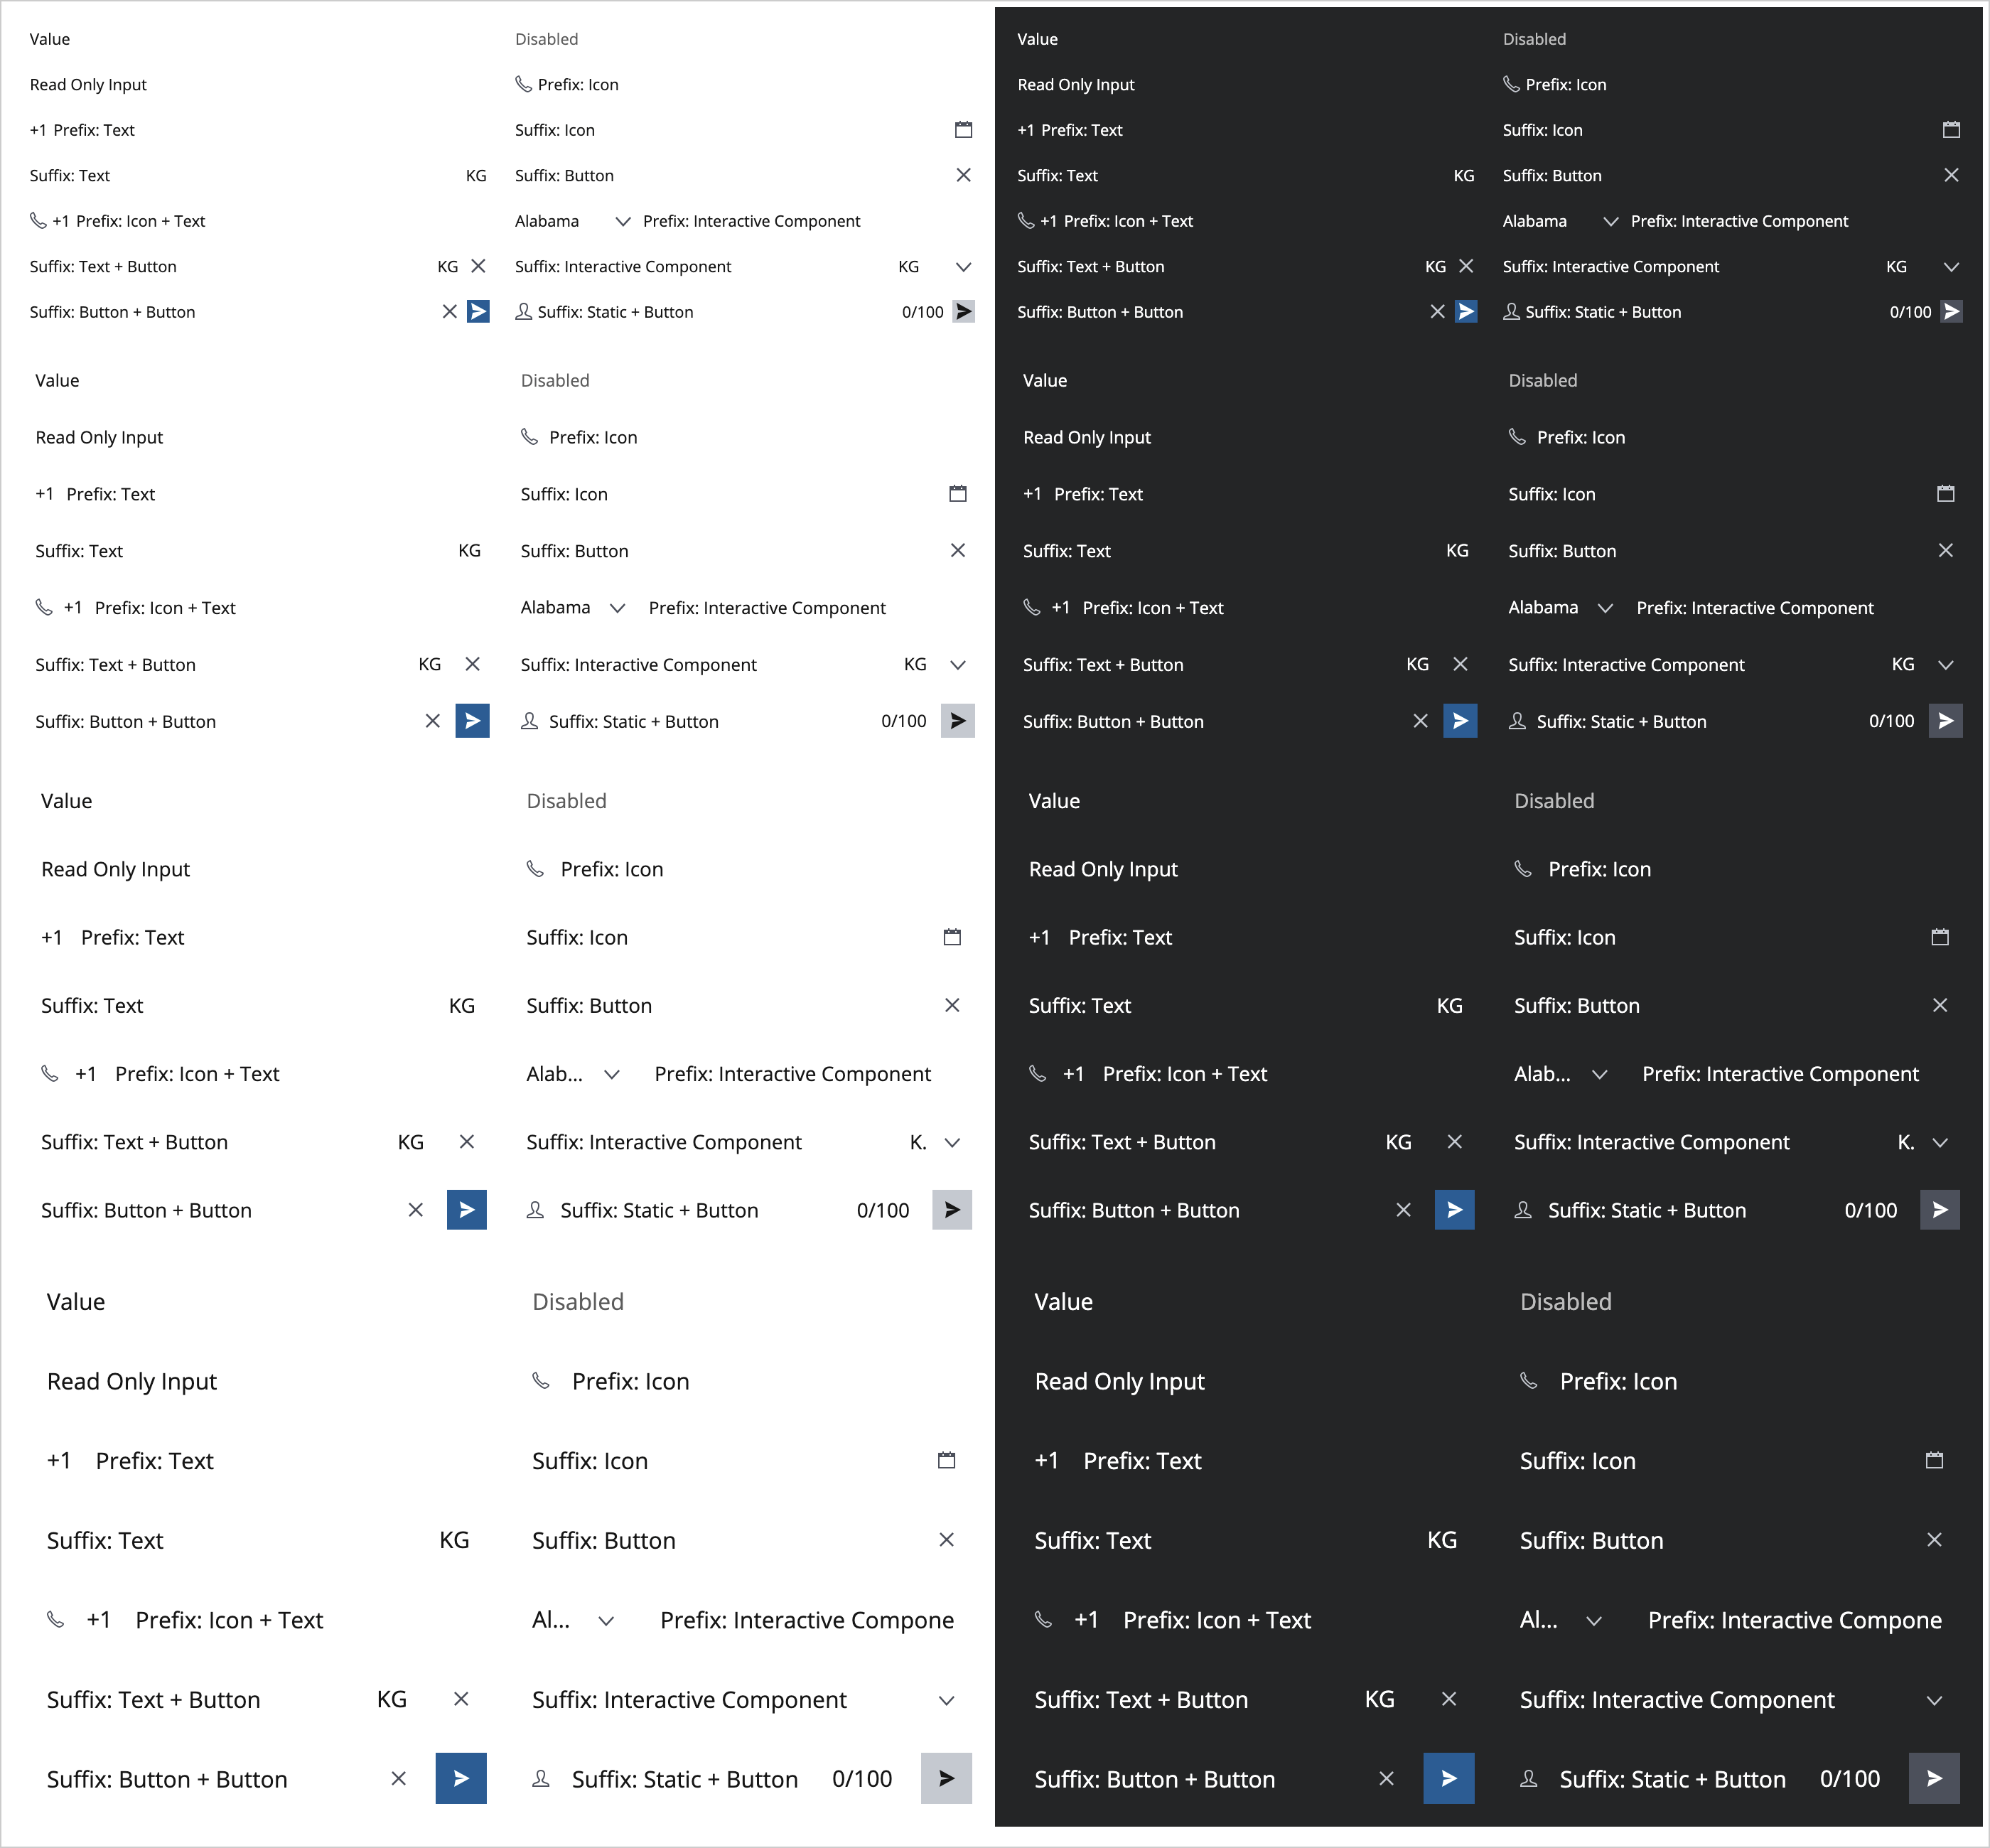 Value Disabled
Read Only Input Prefix: Icon
+1 Prefix: Text Suffix: Icon
Suffix: Text KG Suffix: Button
+1 Prefix: Icon + Text Alabama Prefix: Interactive Component
Suffix: Text + Button KG Suffix: Interactive Component KG
Suffix: Button + Button Suffix: Static + Button 0/100
Value Disabled
Read Only Input Prefix: Icon
+1 Prefix: Text Suffix: Icon
Suffix: Text KG Suffix: Button
+1 Prefix: Icon + Text Alabama Prefix: Interactive Component
Suffix: Text + Button KG Suffix: Interactive Component KG
Suffix: Button + Button Suffix: Static + Button 0/100
Value Disabled
Read Only Input Prefix: Icon
+1 Prefix: Text Suffix: Icon
Suffix: Text KG Suffix: Button
+1 Prefix: Icon + Text Alab... Prefix: Interactive Component
Suffix: Text + Button KG Suffix: Interactive Component K.
Suffix: Button + Button Suffix: Static + Button 0/100
Value Disabled
Read Only Input Prefix: Icon
+1 Prefix: Text Suffix: Icon
Suffix: Text KG Suffix: Button
+1 Prefix: Icon + Text Al... Prefix: Interactive Compone
Suffix: Text + Button KG Suffix: Interactive Component
Suffix: Button + Button Suffix: Static + Button 0/100
Value Disabled
Read Only Input Prefix: Icon
+1 Prefix: Text Suffix: Icon
Suffix: Text KG Suffix: Button
+1 Prefix: Icon + Text Alabama Prefix: Interactive Component
Suffix: Text + Button KG Suffix: Interactive Component KG
Suffix: Button + Button Suffix: Static + Button 0/100
Value Disabled
Read Only Input Prefix: Icon
+1 Prefix: Text Suffix: Icon
Suffix: Text KG Suffix: Button
+1 Prefix: Icon + Text Alabama Prefix: Interactive Component
Suffix: Text + Button KG Suffix: Interactive Component KG
Suffix: Button + Button Suffix: Static + Button 0/100
Value Disabled
Read Only Input Prefix: Icon
+1 Prefix: Text Suffix: Icon
Suffix: Text KG Suffix: Button
+1 Prefix: Icon + Text Alab... Prefix: Interactive Component
Suffix: Text + Button KG Suffix: Interactive Component K.
Suffix: Button + Button Suffix: Static + Button 0/100
Value Disabled
Read Only Input Prefix: Icon
+1 Prefix: Text Suffix: Icon
Suffix: Text KG Suffix: Button
+1 Prefix: Icon + Text Al... Prefix: Interactive Compone
Suffix: Text + Button KG Suffix: Interactive Component
Suffix: Button + Button Suffix: Static + Button 0/100